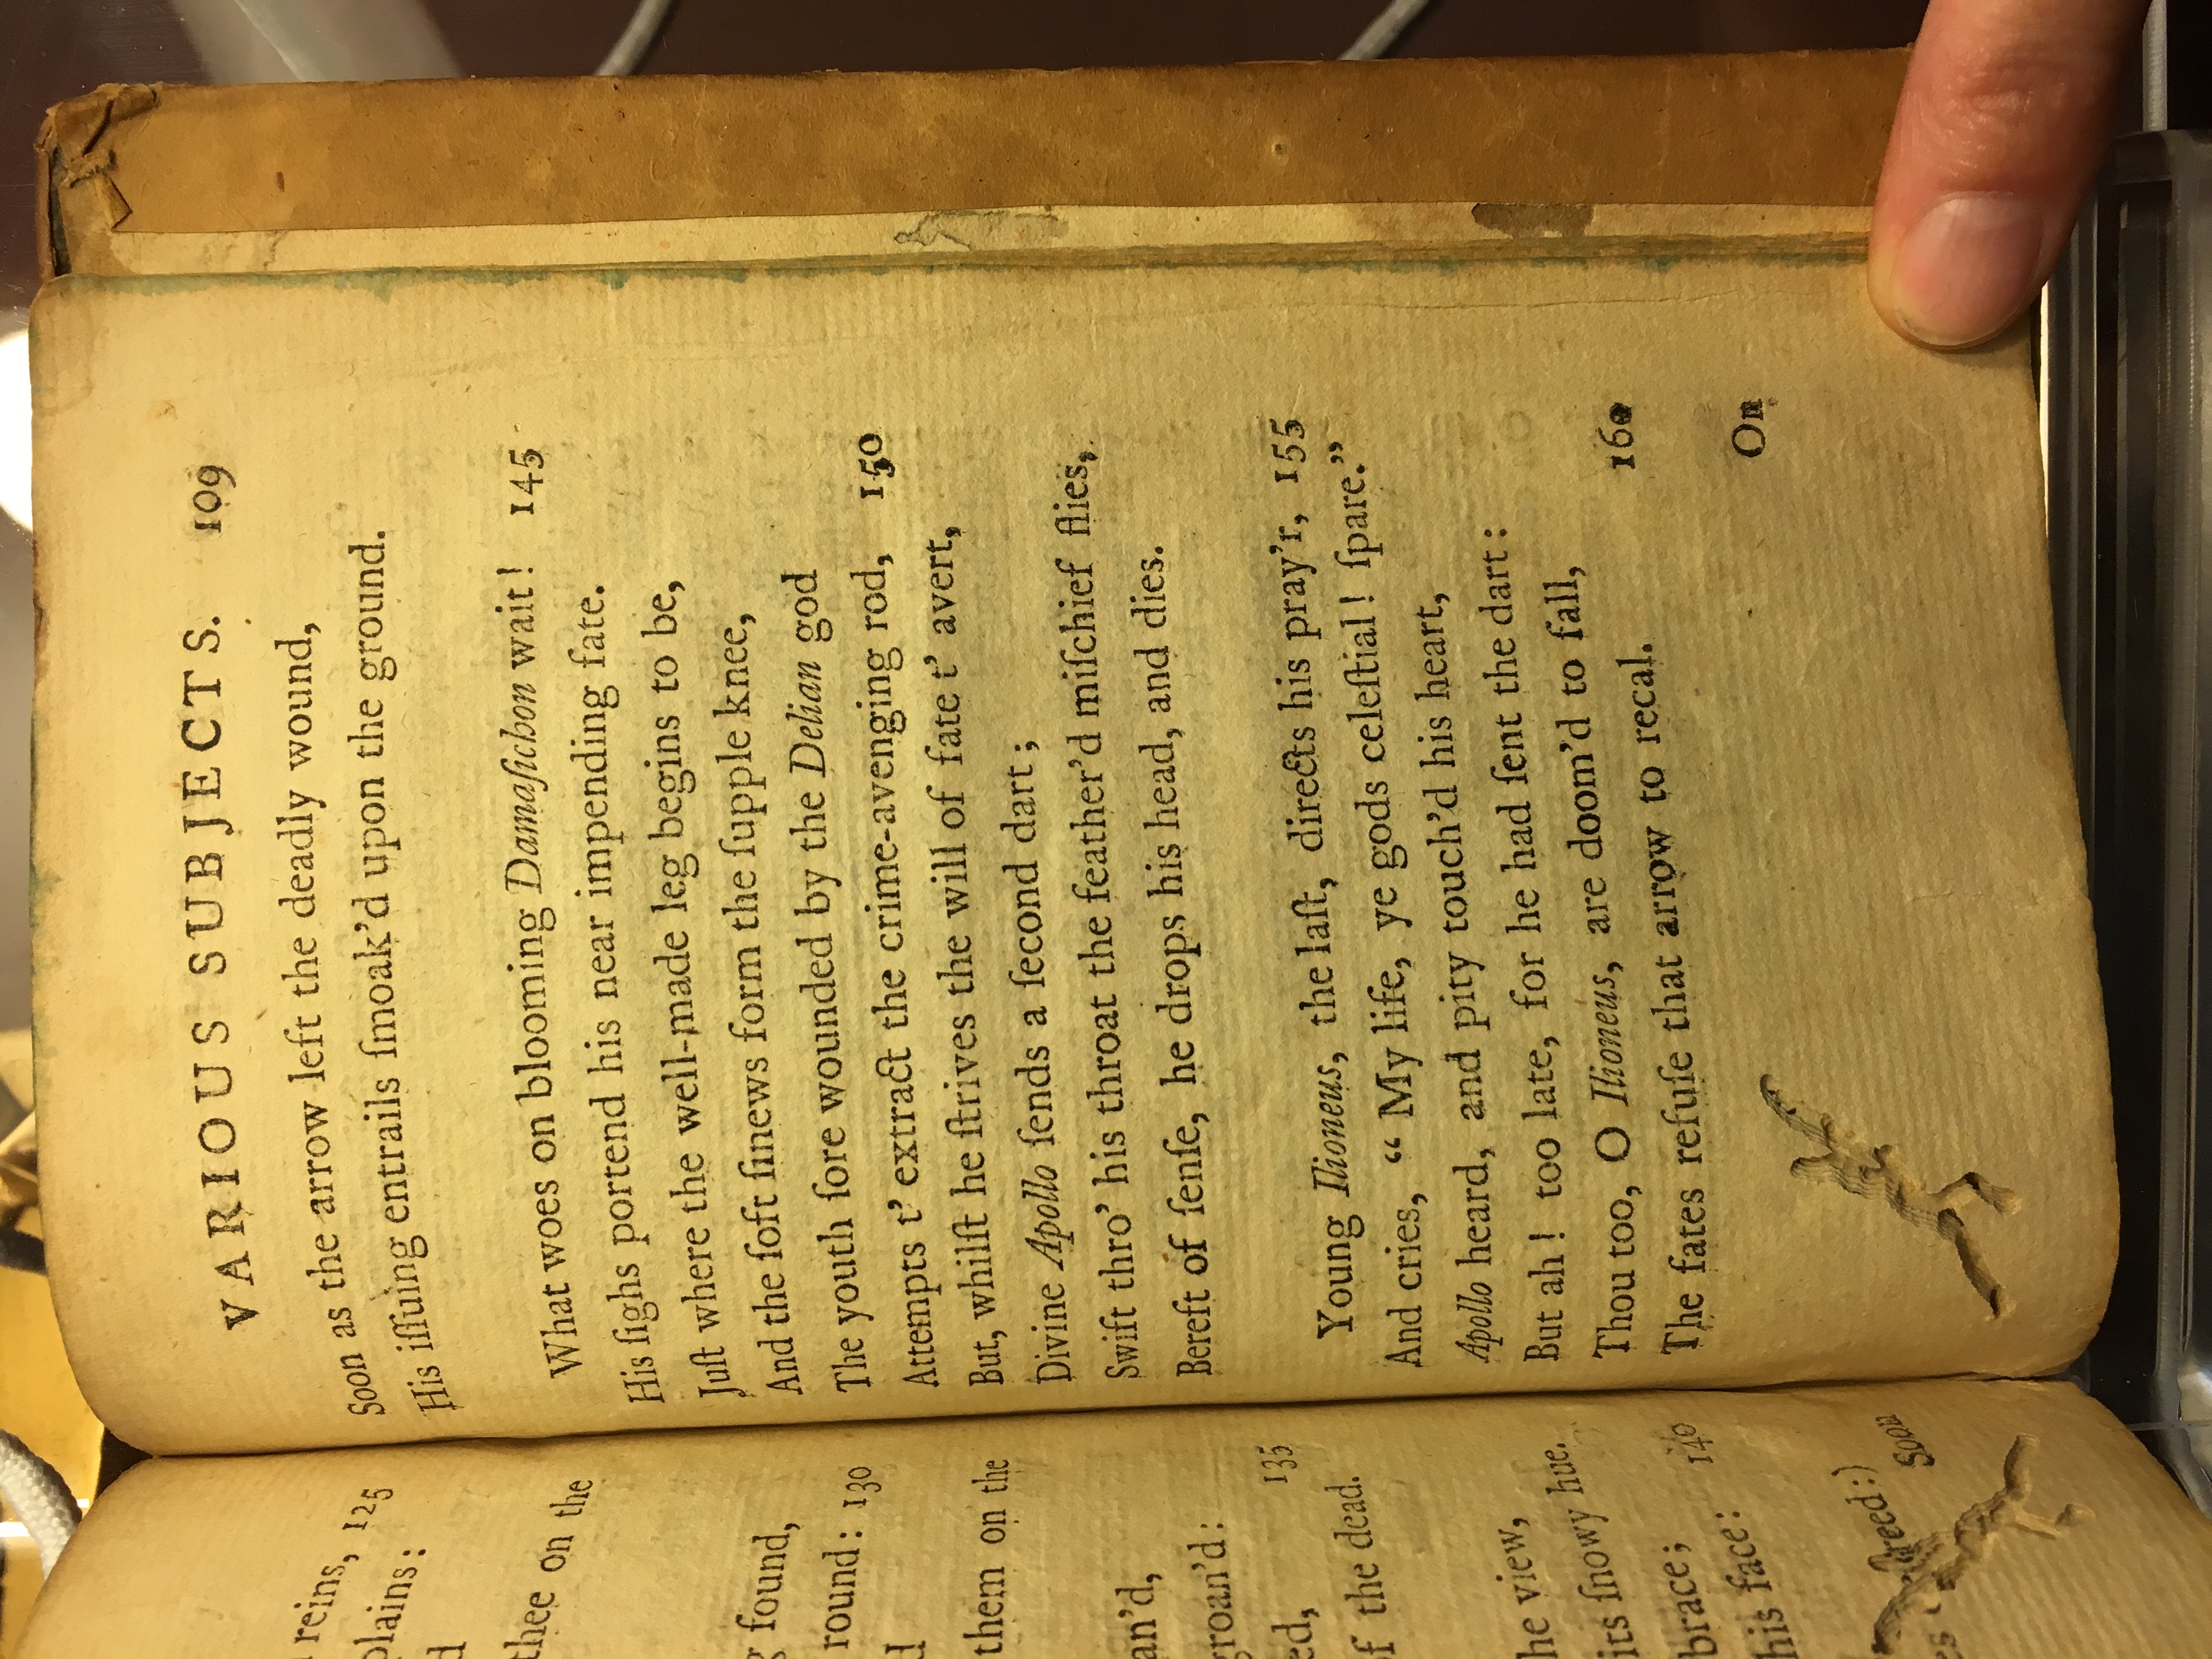 reins, 125
plains:
d
thee on the
found,
round: 130
d
them on the
an'd,
groan'd:
ed, 135
of the dead.
he view,
its ſnowy hue.
brace;
his face: 140
Soon
VARIOUS SUBJECTS. 109
Soon as the arrow left the deadly wound,
His iſſuing entrails ſmoak'd upon the ground.
What woes on blooming Damaſichon wait! 145
His ſighs portend his near impending fate.
Juſt where the well-made leg begins to be,
And the ſoft ſinews form the ſupple knee,
The youth ſore wounded by the Delian god
Attempts t' extract the crime-avenging rod, 150
But, whilſt he ſtrives the will of fate t' avert,
Divine Apollo ſends a ſecond dart;
Swift thro' his throat the feather'd miſchief flies,
Bereft of ſenſe, he drops his head, and dies.
Young Ilioneus, the laſt, directs his pray'r, 155
And cries, “ My life, ye gods celeſtial! ſpare.”
Apollo heard, and pity touch'd his heart,
But ah! too late, for he had ſent the dart:
Thou too, O Ilioneus, are doom'd to fall,
The fates refuſe that arrow to recal. 160
On